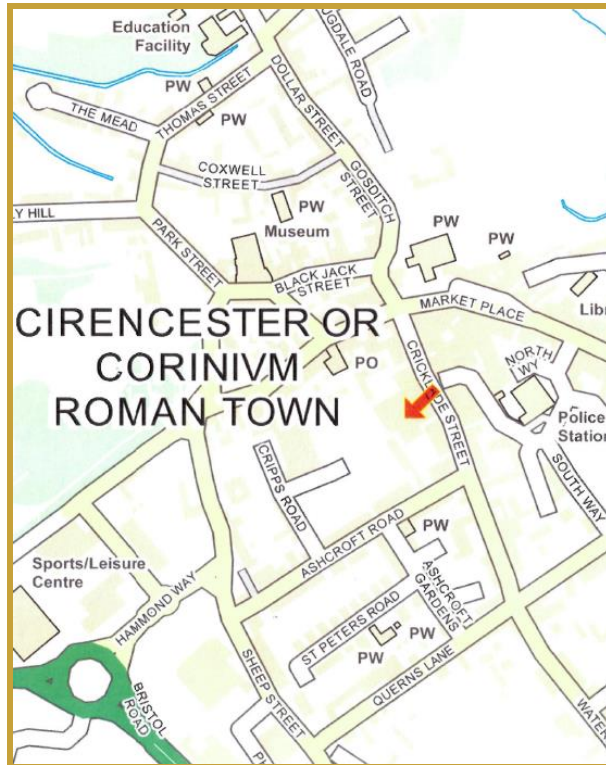 Education
Facility
UGDALE ROAD
DOLLAR STREET
PW
THE MEAD
THOMAS STREET
PW
COXWELL
STREET
GOSDITCH
STREET
Y HILL
PW
PW
PW
PARK STREET
Museum
BLACK JACK
STREET
MARKET PLACE
Libr
CIRENCESTER OR
CORINIVM
ROMAN TOWN
PO
NORTH
WY
Police
Station
SOUTH WAY
CRIPPS ROAD
ASHCROFT ROAD
PW
Sports/Leisure
Centre
ASHCROFT
GARDENS
HAMMOND WAY
ST PETERS ROAD
PW
PW
SHEEP STREET
QUERNS LANE
BRISTOL
ROAD
WATER